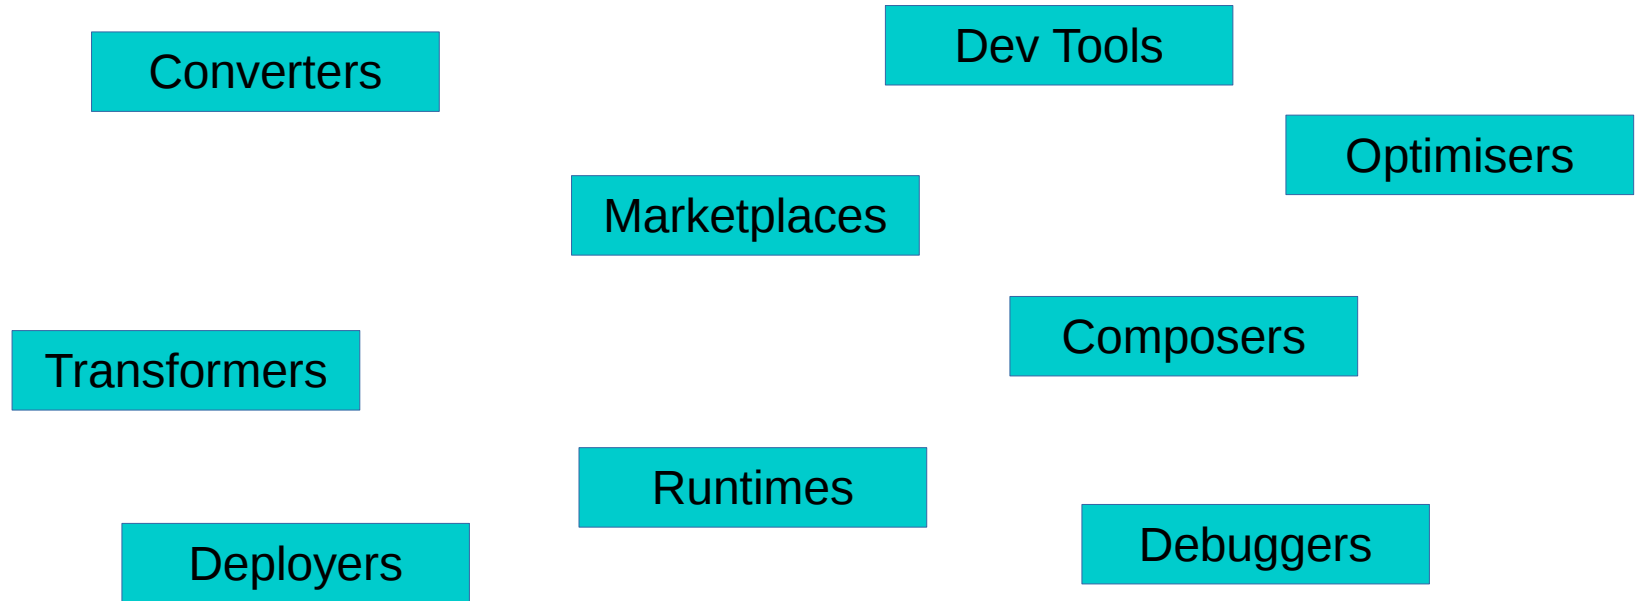 Dev Tools
Converters
Optimisers
Marketplaces
Composers
Transformers
Runtimes
Debuggers
Deployers